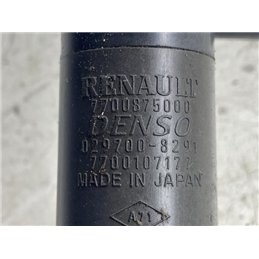 RENAULT
7700875000
DENSO
029700-8291
7700107177
MADE IN JAPAN
A71